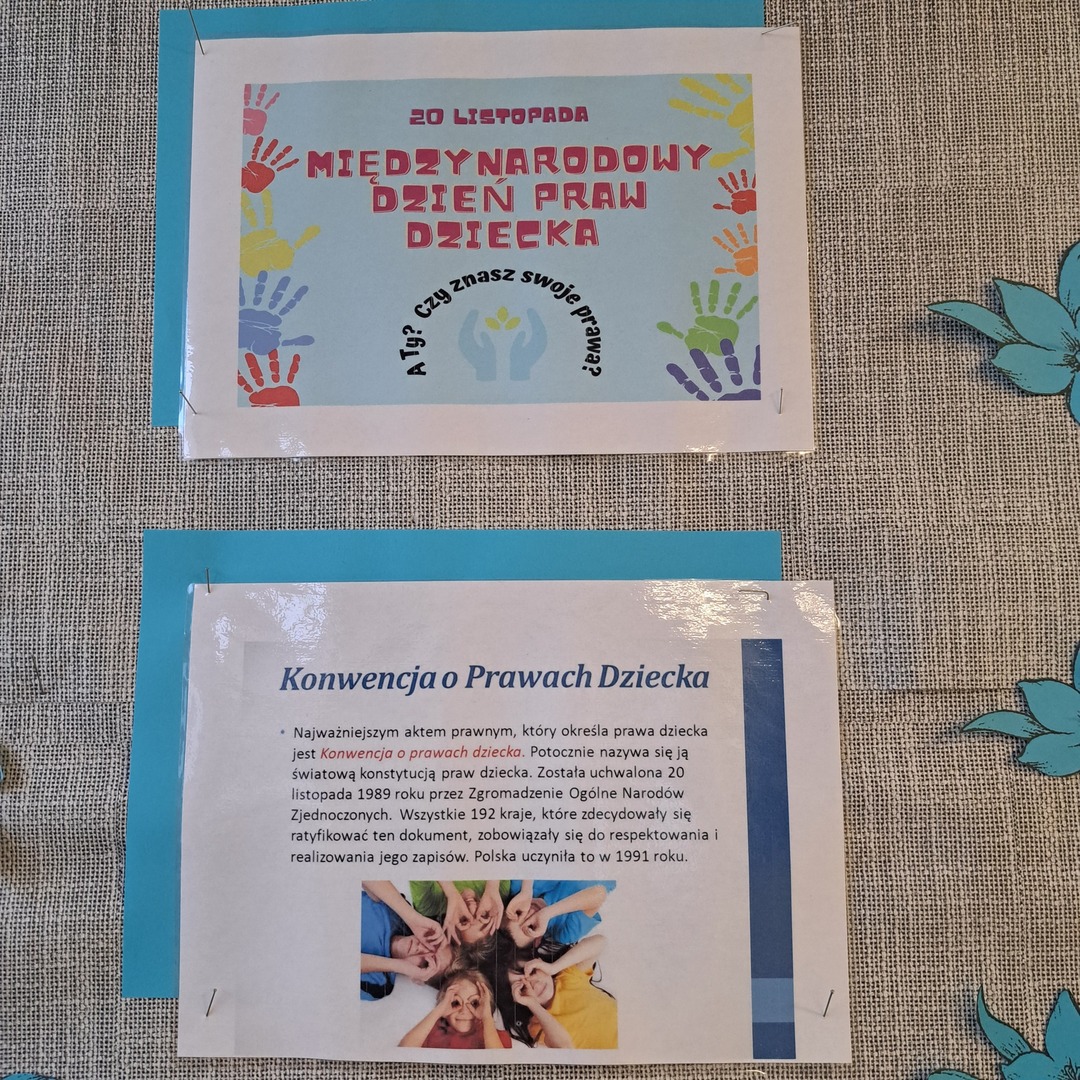 20 LISTOPADA
MIĘDZYNARODOWY
DZIEŃ PRAW
DZIECKA
A Ty? Czy znasz swoje prawa?
Konwencja o Prawach Dziecka
• Najważniejszym aktem prawnym, który określa prawa dziecka
jest Konwencja o prawach dziecka. Potocznie nazywa się ją
światową konstytucją praw dziecka. Została uchwalona 20
listopada 1989 roku przez Zgromadzenie Ogólne Narodów
Zjednoczonych. Wszystkie 192 kraje, które zdecydowały się
ratyfikować ten dokument, zobowiązały się do respektowania i
realizowania jego zapisów. Polska uczyniła to w 1991 roku.